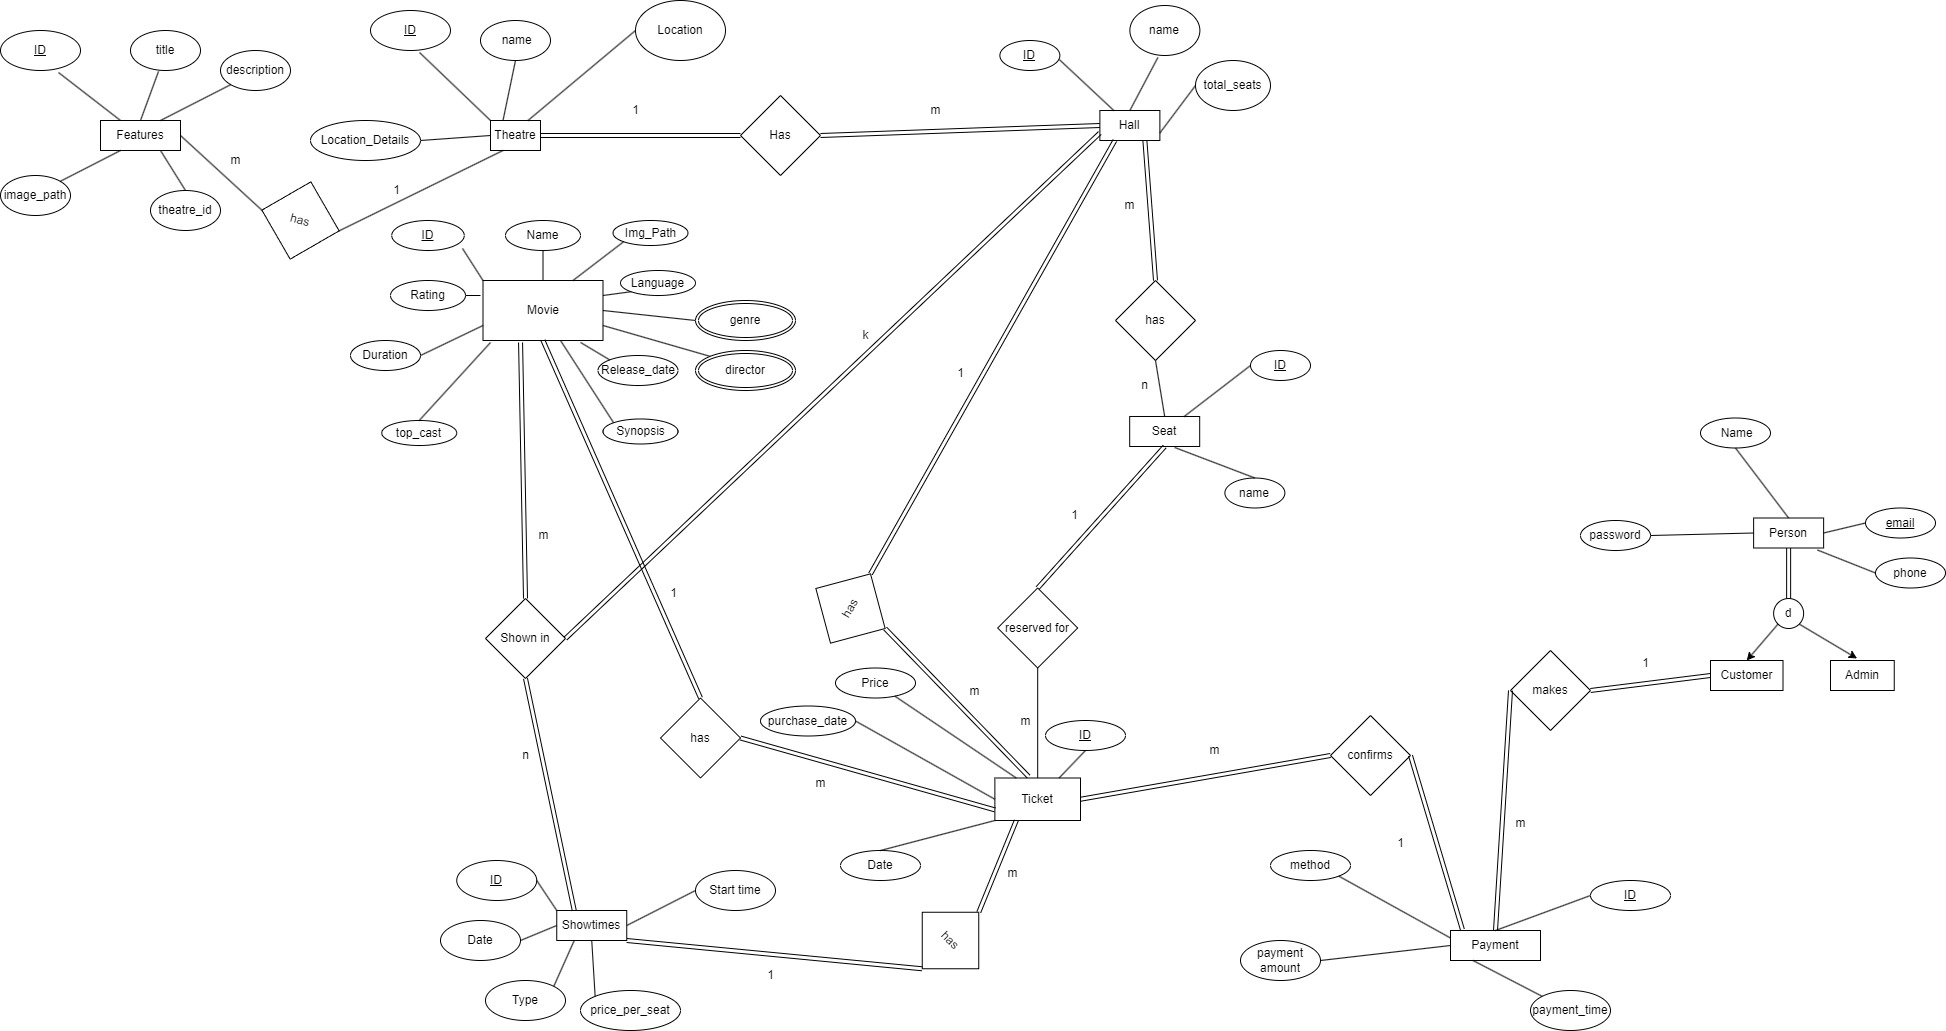 ID
title
description
Features
image_path
theatre_id
m
has
1
ID
name
Location
Location_Details
Theatre
1
Has
m
ID
name
total_seats
Hall
ID
Name
Img_Path
Rating
Language
Movie
genre
Duration
Release_date
director
top_cast
Synopsis
k
1
m
has
n
ID
Seat
name
1
m
1
Shown in
has
reserved for
Name
password
Person
email
phone
d
Customer
Admin
1
makes
m
Price
purchase_date
m
m
ID
has
m
Ticket
Date
m
confirms
1
n
ID
Date
Showtimes
Start time
Type
price_per_seat
1
has
m
method
ID
payment
amount
Payment
payment_time